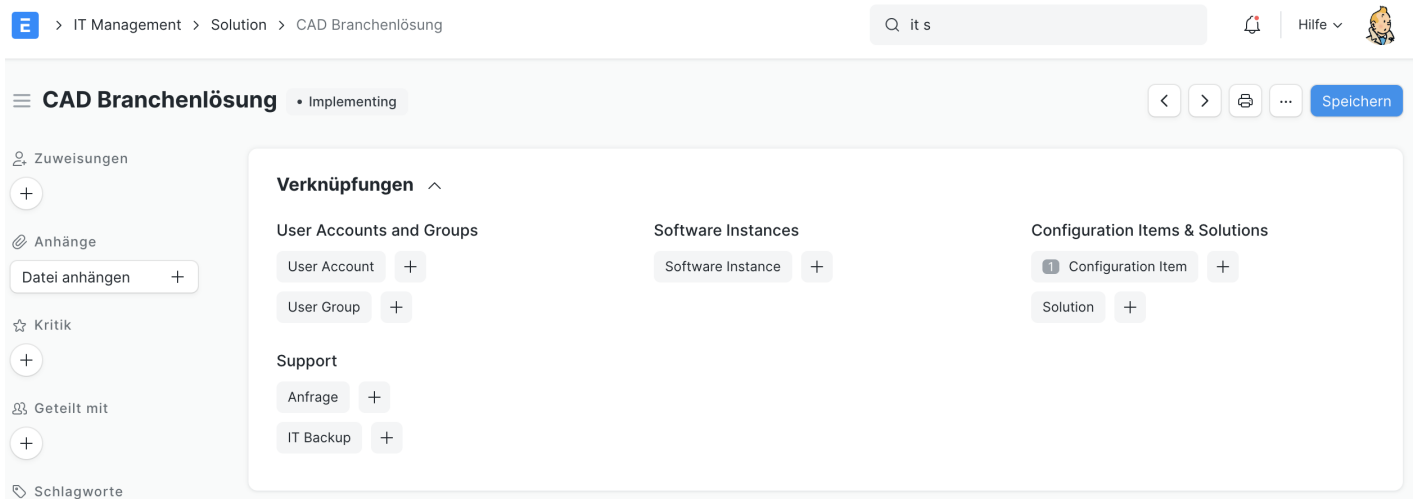 E > IT Management > Solution > CAD Branchenlösung it s Hilfe
CAD Branchenlösung • Implementing ... Speichern
Zuweisungen
Verknüpfungen
User Accounts and Groups Software Instances Configuration Items & Solutions
Anhänge
User Account + Software Instance + 1 Configuration Item +
Datei anhängen +
User Group + Solution +
Kritik
Support
Anfrage +
Geteilt mit
IT Backup +
Schlagworte